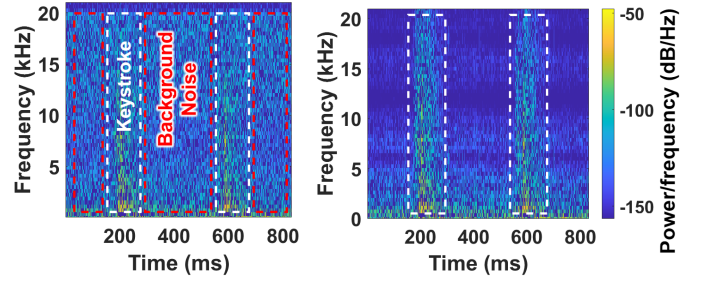 20
15
10
5
Frequency (kHz)
Keystroke
Background
Noise
200 400 600 800
Time (ms)
20
15
10
5
0
Frequency (kHz)
200 400 600 800
Time (ms)
-50
-100
-150
Power/frequency (dB/Hz)